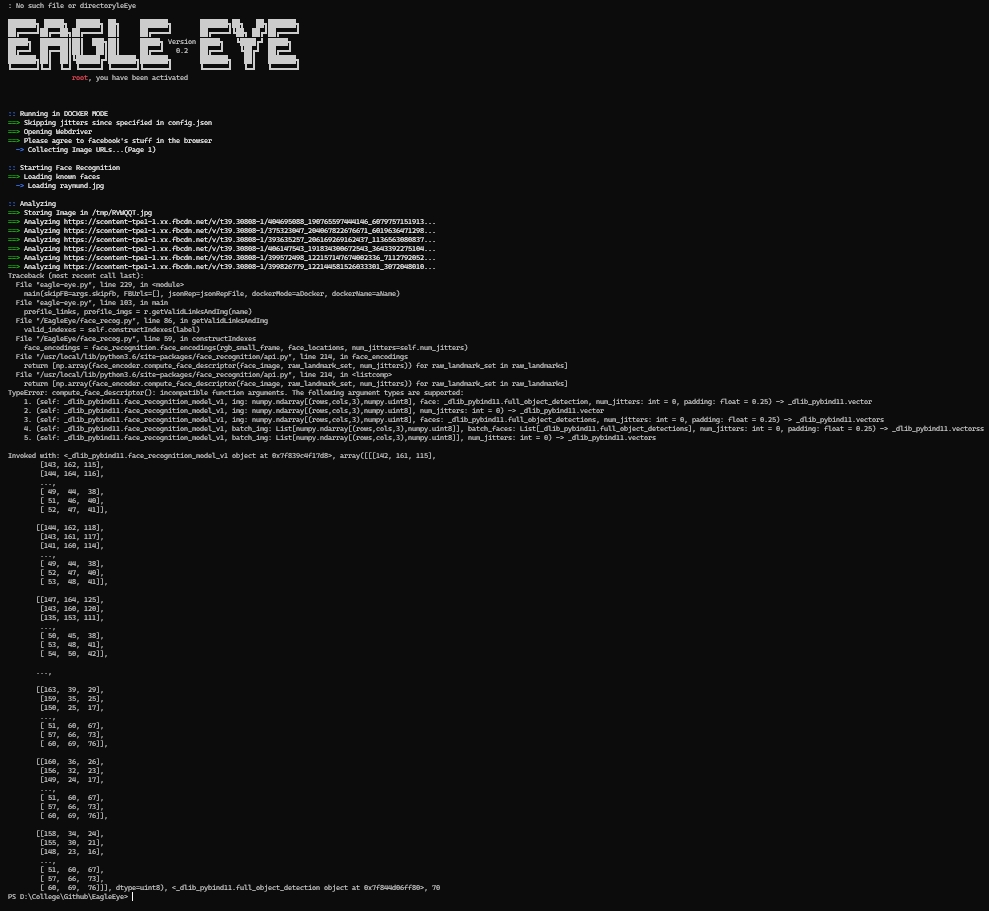 : No such file or directoryleEye
EAGLE EYE
Version
0.2
root, you have been activated
:: Running in DOCKER MODE
==> Skipping jitters since specified in config.json
==> Opening Webdriver
==> Please agree to facebook's stuff in the browser
-> Collecting Image URLs...(Page 1)
:: Starting Face Recognition
==> Loading known faces
-> Loading raymund.jpg
:: Analyzing
==> Storing Image in /tmp/RVWQQT.jpg
==> Analyzing https://scontent-tpe1-1.xx.fbcdn.net/v/t39.30808-1/404695088_190765597444146_6079757151913...
==> Analyzing https://scontent-tpe1-1.xx.fbcdn.net/v/t39.30808-1/375323047_204067822676671_6019636471298...
==> Analyzing https://scontent-tpe1-1.xx.fbcdn.net/v/t39.30808-1/393635257_206169269162437_1136563080837...
==> Analyzing https://scontent-tpe1-1.xx.fbcdn.net/v/t39.30808-1/406147543_191834300672543_3643392275104...
==> Analyzing https://scontent-tpe1-1.xx.fbcdn.net/v/t39.30808-1/399572498_122157147674002336_7112792052...
==> Analyzing https://scontent-tpe1-1.xx.fbcdn.net/v/t39.30808-1/399826779_122144581526033301_3072048010...
Traceback (most recent call last):
File "eagle-eye.py", line 229, in <module>
main(skipFB=args.skipfb, FBUrls=[], jsonRep=jsonRepFile, dockerMode=aDocker, dockerName=aName)
File "eagle-eye.py", line 103, in main
profile_links, profile_imgs = r.getValidLinksAndImg(name)
File "/EagleEye/face_recog.py", line 86, in getValidLinksAndImg
valid_indexes = self.constructIndexes(label)
File "/EagleEye/face_recog.py", line 59, in constructIndexes
face_encodings = face_recognition.face_encodings(rgb_small_frame, face_locations, num_jitters=self.num_jitters)
File "/usr/local/lib/python3.6/site-packages/face_recognition/api.py", line 214, in face_encodings
return [np.array(face_encoder.compute_face_descriptor(face_image, raw_landmark_set, num_jitters)) for raw_landmark_set in raw_landmarks]
File "/usr/local/lib/python3.6/site-packages/face_recognition/api.py", line 214, in <listcomp>
return [np.array(face_encoder.compute_face_descriptor(face_image, raw_landmark_set, num_jitters)) for raw_landmark_set in raw_landmarks]
TypeError: compute_face_descriptor(): incompatible function arguments. The following argument types are supported:
1. (self: _dlib_pybind11.face_recognition_model_v1, img: numpy.ndarray[(rows,cols,3),numpy.uint8], face: _dlib_pybind11.full_object_detection, num_jitters: int = 0, padding: float = 0.25) -> _dlib_pybind11.vector
2. (self: _dlib_pybind11.face_recognition_model_v1, img: numpy.ndarray[(rows,cols,3),numpy.uint8], num_jitters: int = 0) -> _dlib_pybind11.vector
3. (self: _dlib_pybind11.face_recognition_model_v1, img: numpy.ndarray[(rows,cols,3),numpy.uint8], faces: _dlib_pybind11.full_object_detections, num_jitters: int = 0, padding: float = 0.25) -> _dlib_pybind11.vectors
4. (self: _dlib_pybind11.face_recognition_model_v1, batch_img: List[numpy.ndarray[(rows,cols,3),numpy.uint8]], batch_faces: List[_dlib_pybind11.full_object_detections], num_jitters: int = 0, padding: float = 0.25) -> _dlib_pybind11.vectorss
5. (self: _dlib_pybind11.face_recognition_model_v1, batch_img: List[numpy.ndarray[(rows,cols,3),numpy.uint8]], num_jitters: int = 0) -> _dlib_pybind11.vectors
Invoked with: <_dlib_pybind11.face_recognition_model_v1 object at 0x7f839c4f17d8>, array([[[142, 161, 115],
[143, 162, 115],
[144, 164, 116],
...,
[ 49, 44, 38],
[ 51, 46, 40],
[ 52, 47, 41]],
[[144, 162, 118],
[143, 161, 117],
[141, 160, 114],
...,
[ 49, 44, 38],
[ 52, 47, 40],
[ 53, 48, 41]],
[[147, 164, 125],
[143, 160, 120],
[135, 153, 111],
...,
[ 50, 45, 38],
[ 53, 48, 41],
[ 54, 50, 42]],
...,
[[163, 39, 29],
[159, 35, 25],
[150, 25, 17],
...,
[ 51, 60, 67],
[ 57, 66, 73],
[ 60, 69, 76]],
[[160, 36, 26],
[156, 32, 23],
[149, 24, 17],
...,
[ 51, 60, 67],
[ 57, 66, 73],
[ 60, 69, 76]],
[[158, 34, 24],
[155, 30, 21],
[148, 23, 16],
...,
[ 51, 60, 67],
[ 57, 66, 73],
[ 60, 69, 76]]], dtype=uint8), <_dlib_pybind11.full_object_detection object at 0x7f844d06ff80>, 70
PS D:\College\Github\EagleEye>